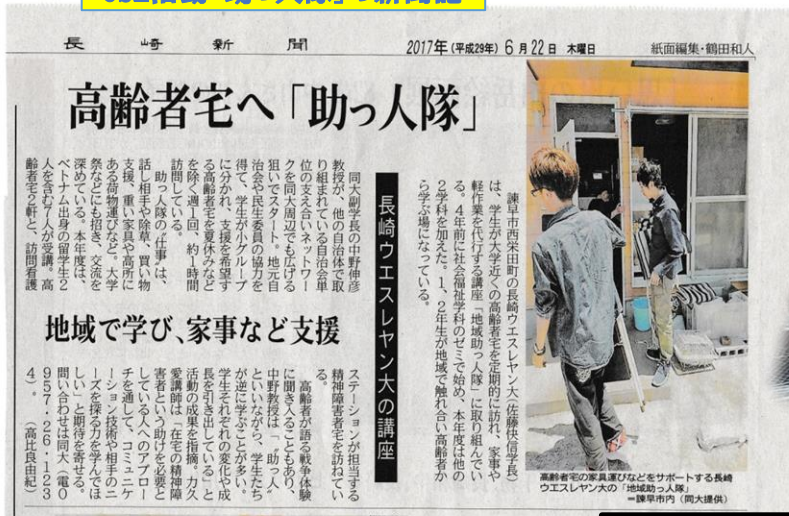 長崎新聞
2017年(平成29年)6月22日 木曜日
紙面編集・鶴田和人
高齢者宅へ「助っ人隊」
長崎ウエスレヤン大の講座
地域で学び、家事など支援
諫早市西栄田町の長崎ウエスレヤン大(佐藤快信学長)
は、学生が大学近くの高齢者宅を定期的に訪れ、家事や
軽作業を代行する講座「地域助っ人隊」に取り組んでい
る。4年前に社会福祉学科のゼミで始め、本年度は他の
2学科を加えた。1、2年生が地域で触れ合い高齢者か
ら学ぶ場になっている。
同大副学長の中野伸彦
教授が、他の自治体で取
り組まれている自治会単
位の支え合いネットワー
クを同大周辺でも広げる
狙いでスタート。地元自
治会や民生委員の協力を
得て、学生が小グループ
に分かれ、支援を希望す
る高齢者宅を夏休みなど
を除く週1回、約1時間
訪問している。
助っ人隊の〝仕事〟は、
話し相手や除草、買い物
支援、重い家具や高所に
ある荷物運びなど。大学
祭などにも招き、交流を
深めている。本年度は、
ベトナム出身の留学生2
人を含む7人が受講。高
齢者宅2軒と、訪問看護
ステーションが担当する
精神障害者宅を訪ねてい
る。
高齢者が語る戦争体験
に聞き入ることもあり、
中野教授は「〝助っ人〟
といいながら、学生たち
が逆に学ぶことが多い。
学生それぞれの変化や成
長を引き出している」と
活動の成果を指摘。力久
愛講師は「在宅の精神障
害者という助けを必要と
している人へのアプロー
チを通して、コミュニケ
ーション技術や相手のニ
ーズを探る力を学んでほ
しい」と期待を寄せる。
問い合わせは同大(電0
957・26・123
4)。(高比良由紀)
高齢者宅の家具運びなどをサポートする長崎
ウエスレヤン大の「地域助っ人隊」
=諫早市内(同大提供)